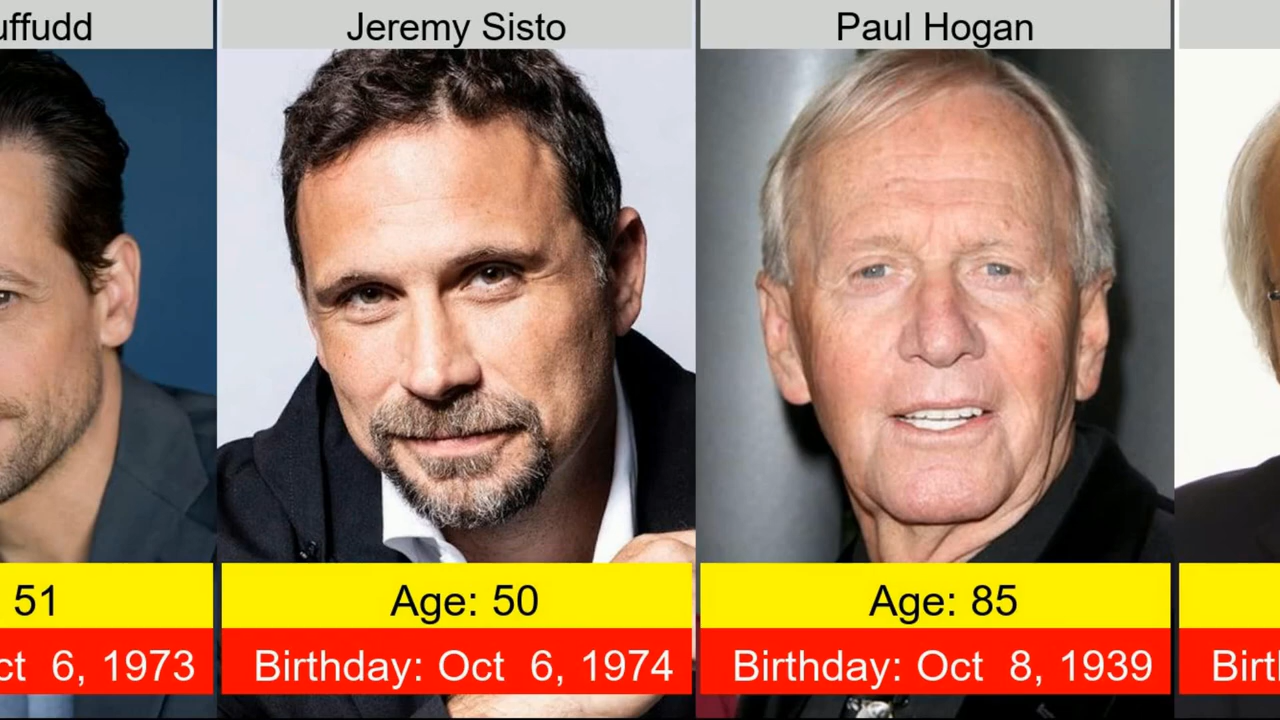 uffudd
Jeremy Sisto
Paul Hogan
51
Age: 50
Age: 85
ct 6, 1973
Birthday: Oct 6, 1974
Birthday: Oct 8, 1939
Birt